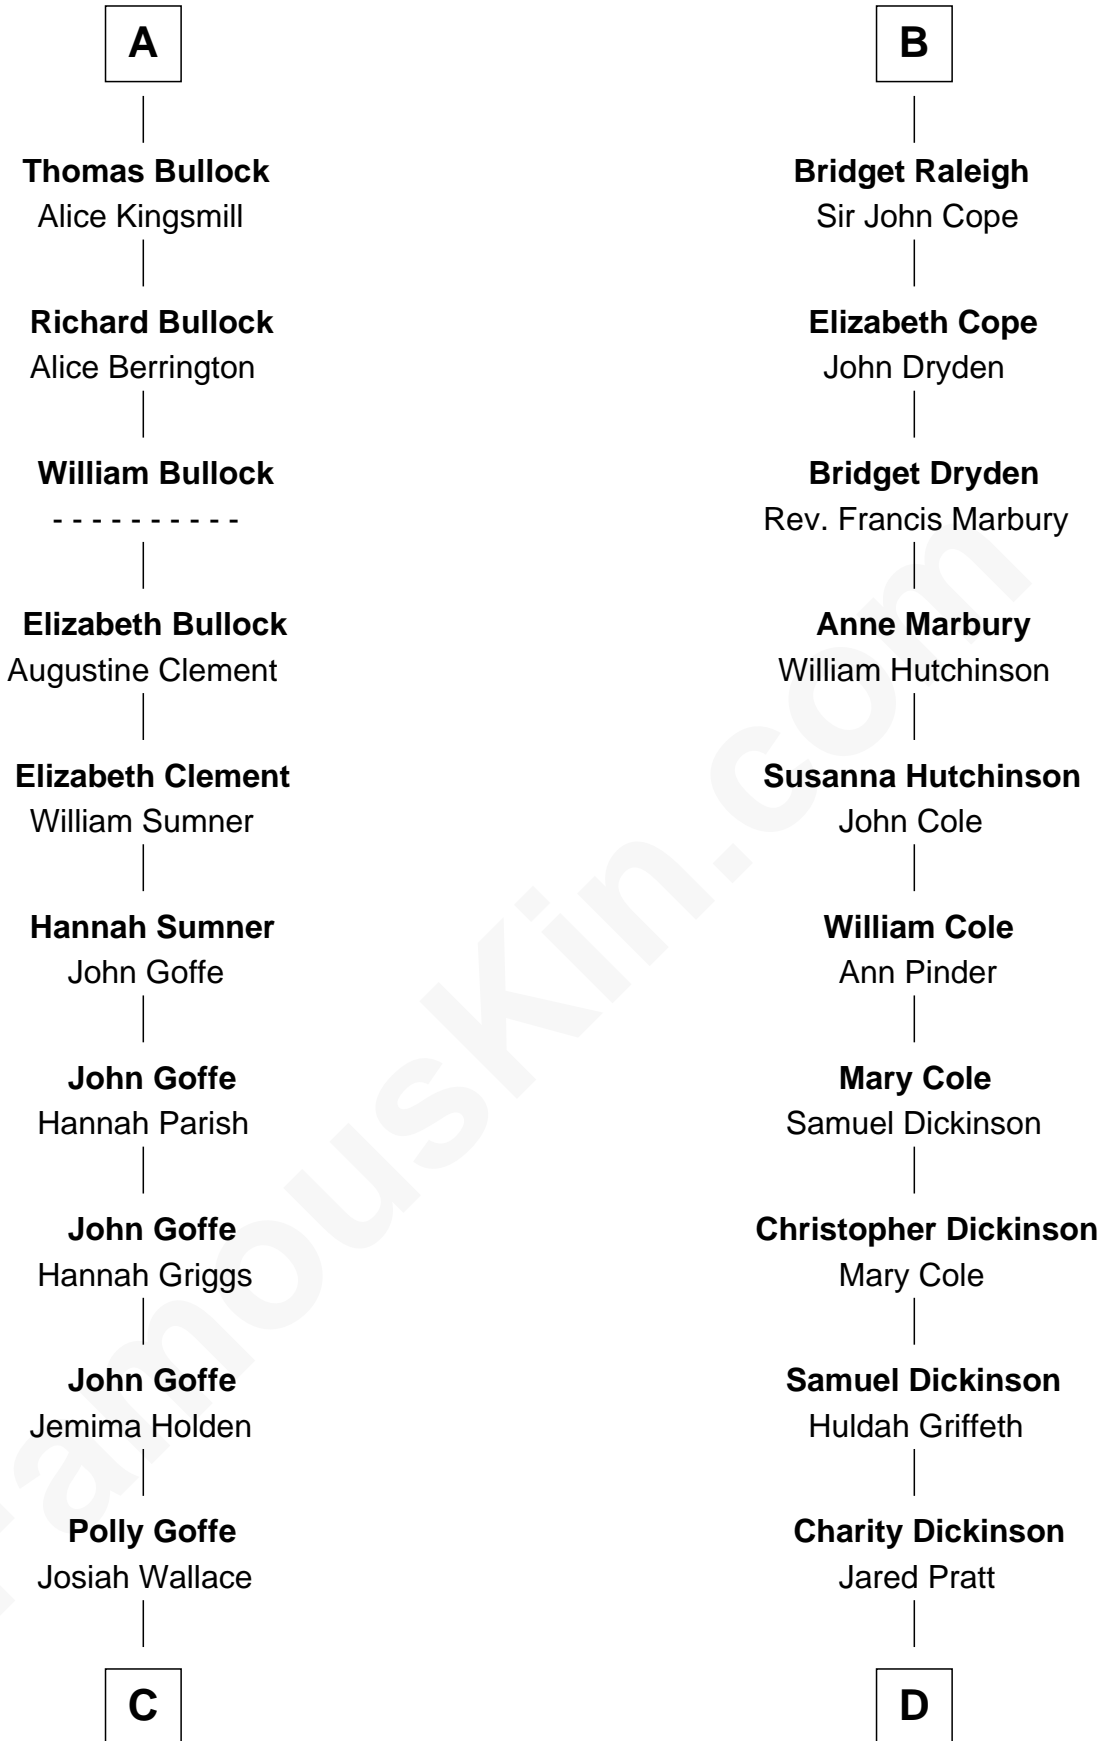 A
Thomas Bullock
Alice Kingsmill
Richard Bullock
Alice Berrington
William Bullock
- - - - - - - - - -
Elizabeth Bullock
Augustine Clement
Elizabeth Clement
William Sumner
Hannah Sumner
John Goffe
John Goffe
Hannah Parish
John Goffe
Hannah Griggs
John Goffe
Jemima Holden
Polly Goffe
Josiah Wallace
C
B
Bridget Raleigh
Sir John Cope
Elizabeth Cope
John Dryden
Bridget Dryden
Rev. Francis Marbury
Anne Marbury
William Hutchinson
Susanna Hutchinson
John Cole
William Cole
Ann Pinder
Mary Cole
Samuel Dickinson
Christopher Dickinson
Mary Cole
Samuel Dickinson
Huldah Griffeth
Charity Dickinson
Jared Pratt
D
FamousKin.com